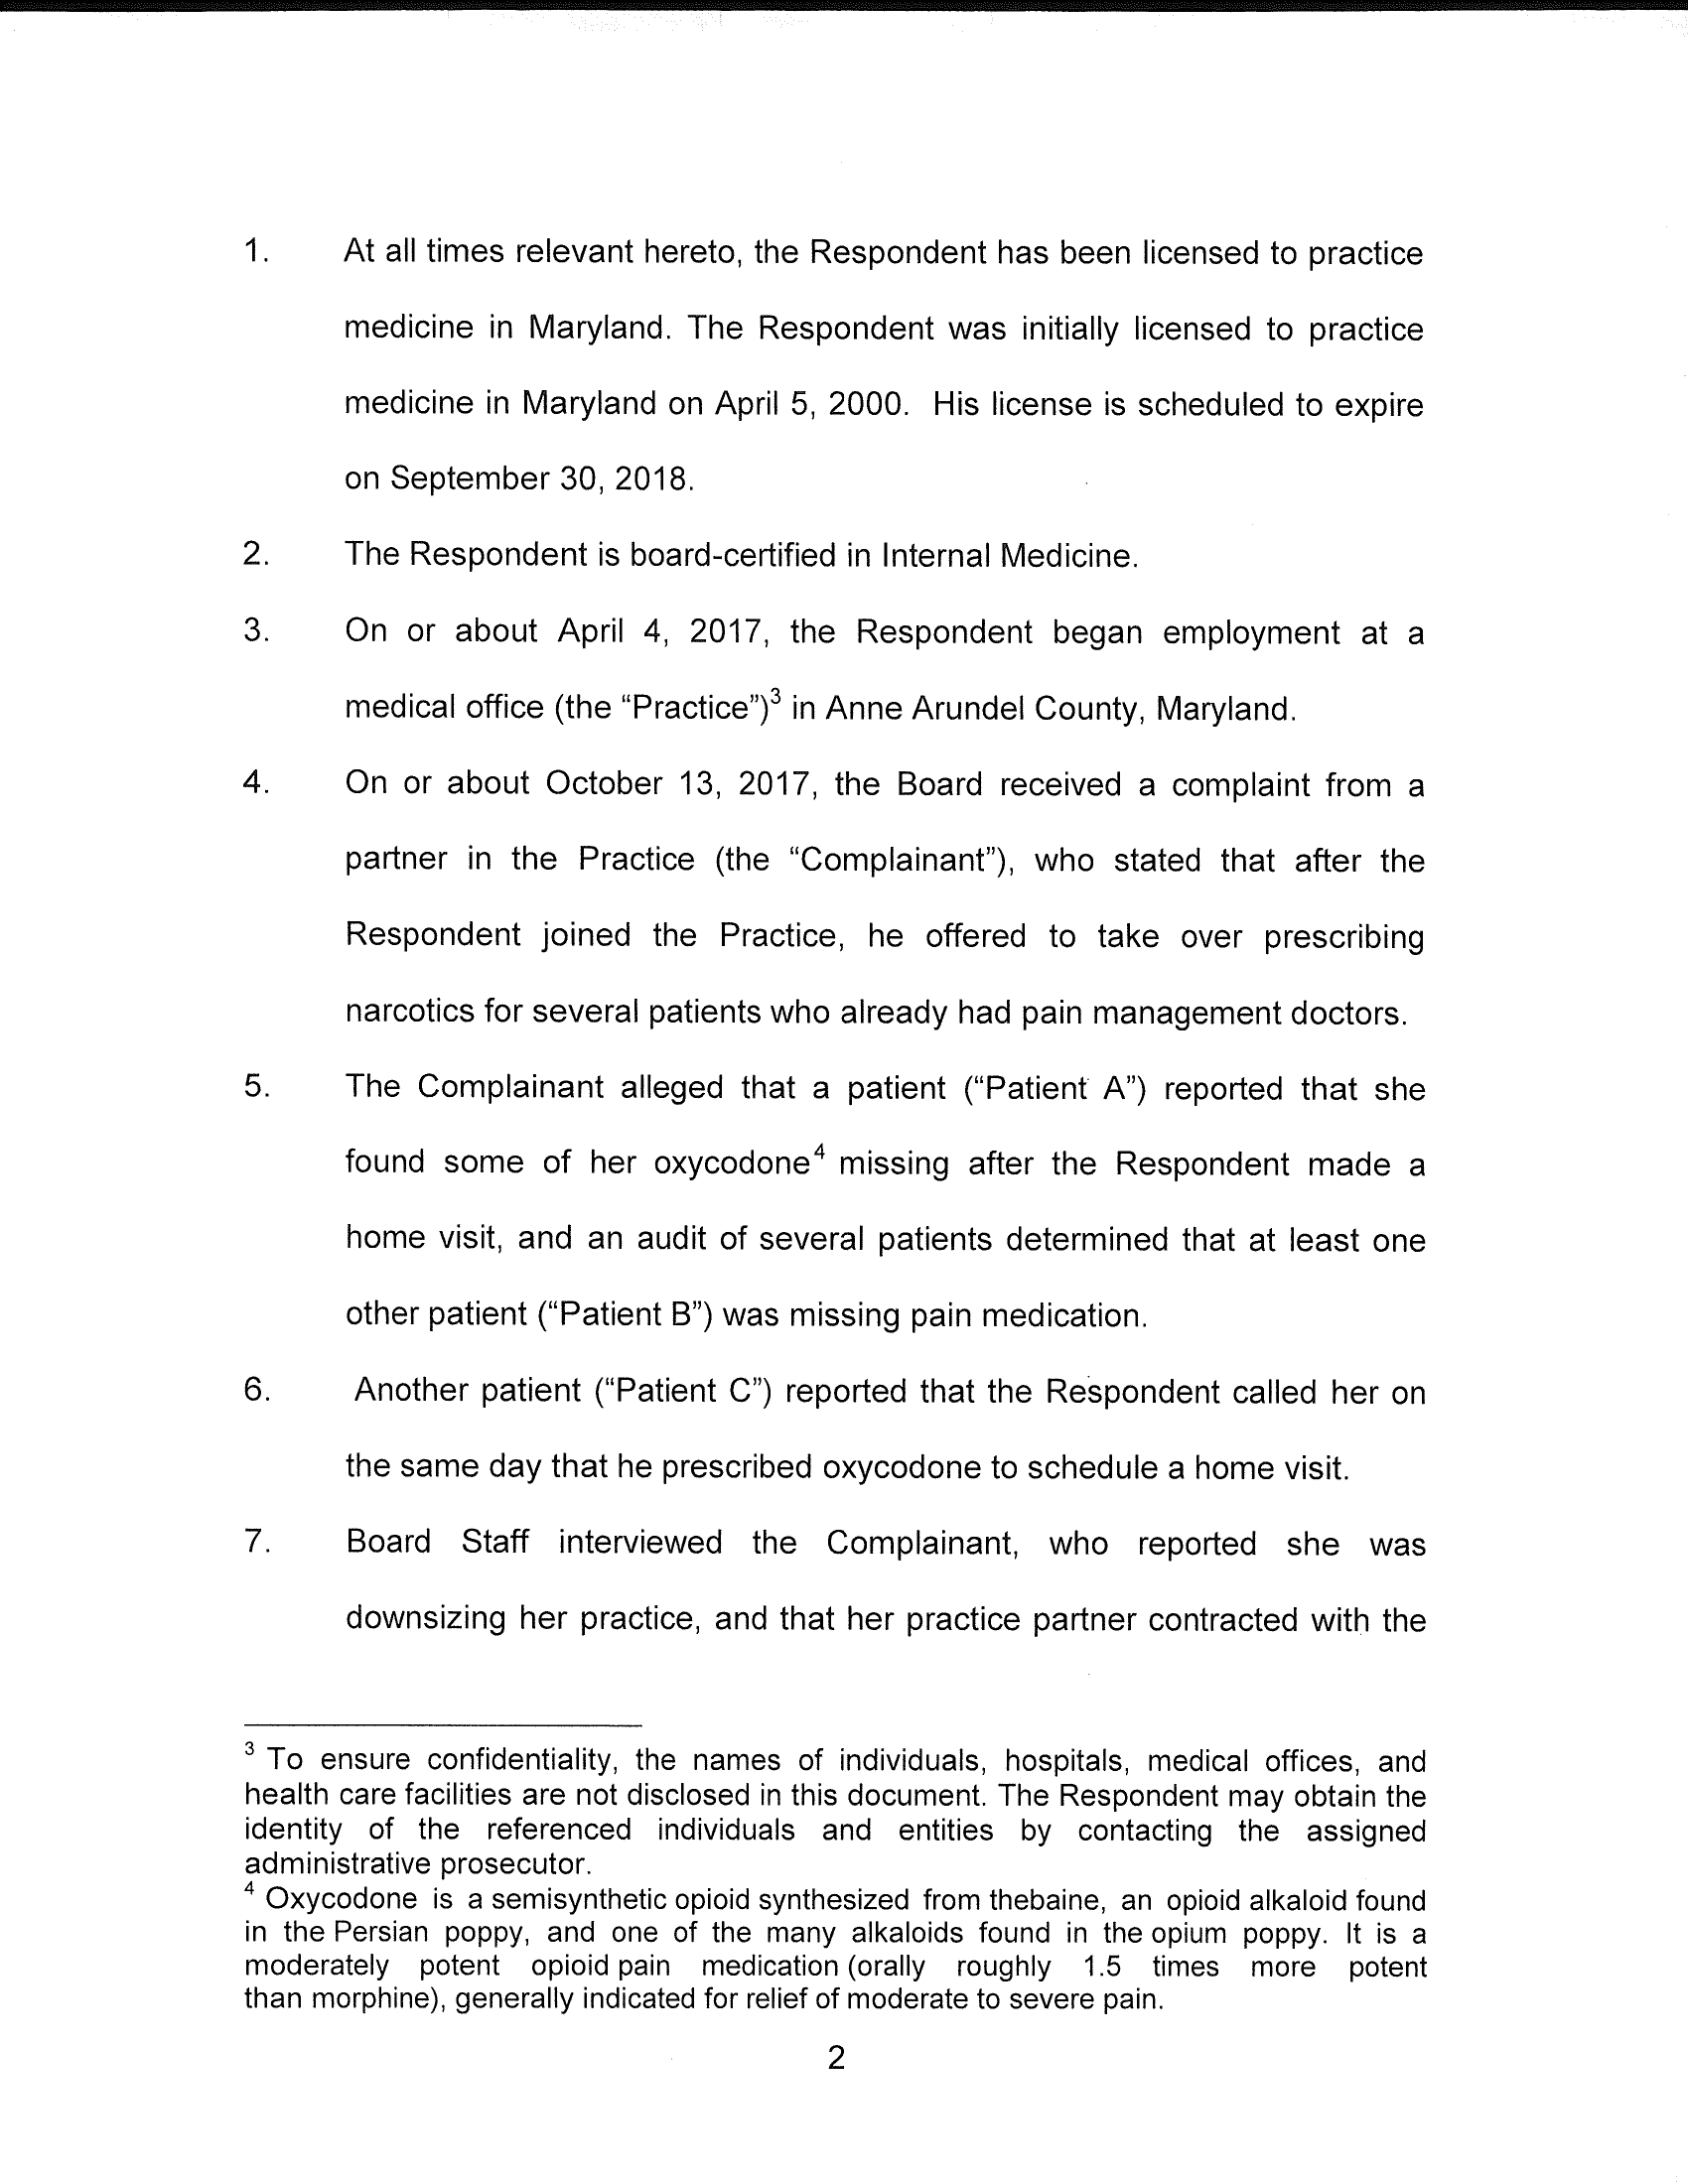 1. At all times relevant hereto, the Respondent has been licensed to practice
medicine in Maryland. The Respondent was initially licensed to practice
medicine in Maryland on April 5, 2000. His license is scheduled to expire
on September 30, 2018.
2. The Respondent is board-certified in Internal Medicine.
3. On or about April 4, 2017, the Respondent began employment at a
medical office (the “Practice”)³ in Anne Arundel County, Maryland.
4. On or about October 13, 2017, the Board received a complaint from a
partner in the Practice (the “Complainant”), who stated that after the
Respondent joined the Practice, he offered to take over prescribing
narcotics for several patients who already had pain management doctors.
5. The Complainant alleged that a patient (“Patient A”) reported that she
found some of her oxycodone⁴ missing after the Respondent made a
home visit, and an audit of several patients determined that at least one
other patient (“Patient B”) was missing pain medication.
6. Another patient (“Patient C”) reported that the Respondent called her on
the same day that he prescribed oxycodone to schedule a home visit.
7. Board Staff interviewed the Complainant, who reported she was
downsizing her practice, and that her practice partner contracted with the
³ To ensure confidentiality, the names of individuals, hospitals, medical offices, and
health care facilities are not disclosed in this document. The Respondent may obtain the
identity of the referenced individuals and entities by contacting the assigned
administrative prosecutor.
⁴ Oxycodone is a semisynthetic opioid synthesized from thebaine, an opioid alkaloid found
in the Persian poppy, and one of the many alkaloids found in the opium poppy. It is a
moderately potent opioid pain medication (orally roughly 1.5 times more potent
than morphine), generally indicated for relief of moderate to severe pain.
2